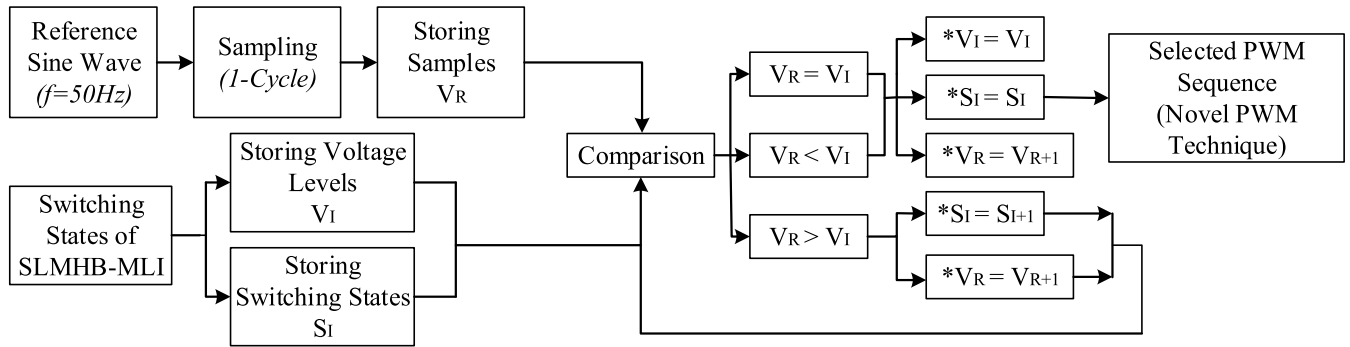 Reference
Sine Wave
(f=50Hz)
Sampling
(1-Cycle)
Storing
Samples
VR
Switching
States of
SLMHB-MLI
Storing Voltage
Levels
VI
Storing
Switching States
SI
Comparison
VR = VI
VR < VI
VR > VI
*VI = VI
*SI = SI
*VR = VR+1
*SI = SI+1
*VR = VR+1
Selected PWM
Sequence
(Novel PWM
Technique)